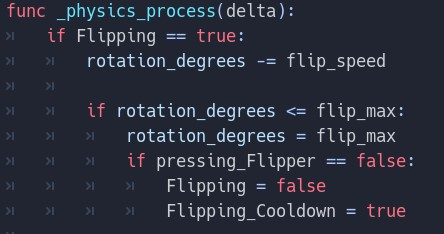 func _physics_process(delta):
if Flipping == true:
rotation_degrees -= flip_speed
if rotation_degrees <= flip_max:
rotation_degrees = flip_max
if pressing_Flipper == false:
Flipping = false
Flipping_Cooldown = true